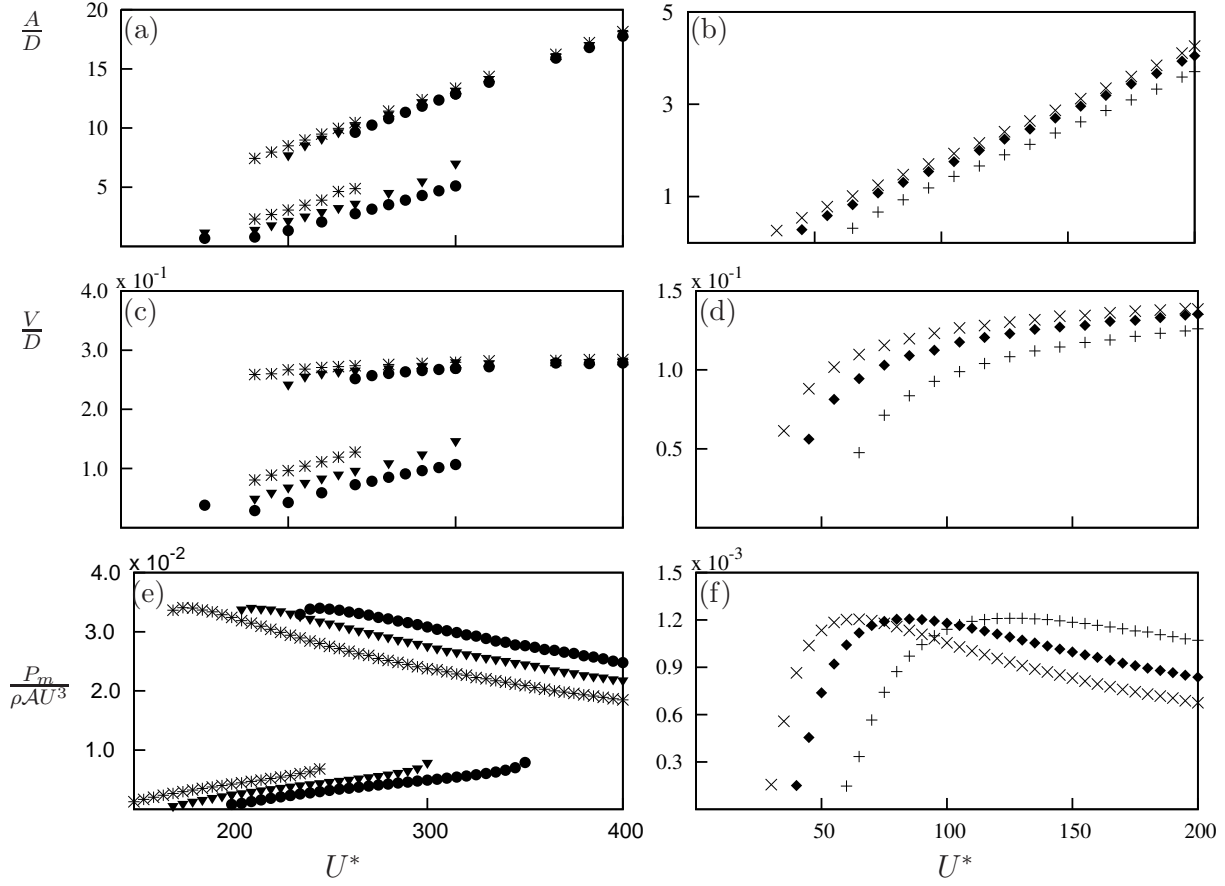 A/D
20
15
10
5
(a)
5
3
1
(b)
V/D
x 10⁻¹
4.0
3.0
2.0
1.0
(c)
x 10⁻¹
1.5
1.0
0.5
(d)
P_m/ρ𝒜U³
x 10⁻²
4.0
3.0
2.0
1.0
(e)
200
300
400
U*
x 10⁻³
1.5
1.2
0.9
0.6
0.3
(f)
50
100
150
200
U*